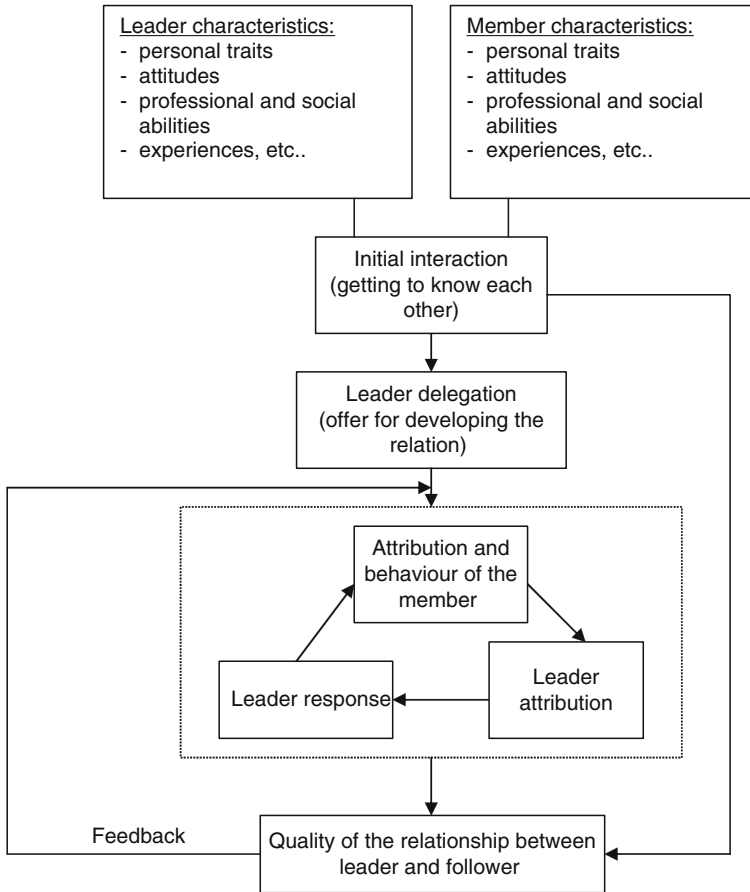 Leader characteristics:
- personal traits
- attitudes
- professional and social
abilities
- experiences, etc..
Member characteristics:
- personal traits
- attitudes
- professional and social
abilities
- experiences, etc..
Initial interaction
(getting to know each
other)
Leader delegation
(offer for developing the
relation)
Attribution and
behaviour of the
member
Leader response
Leader
attribution
Feedback
Quality of the relationship between
leader and follower